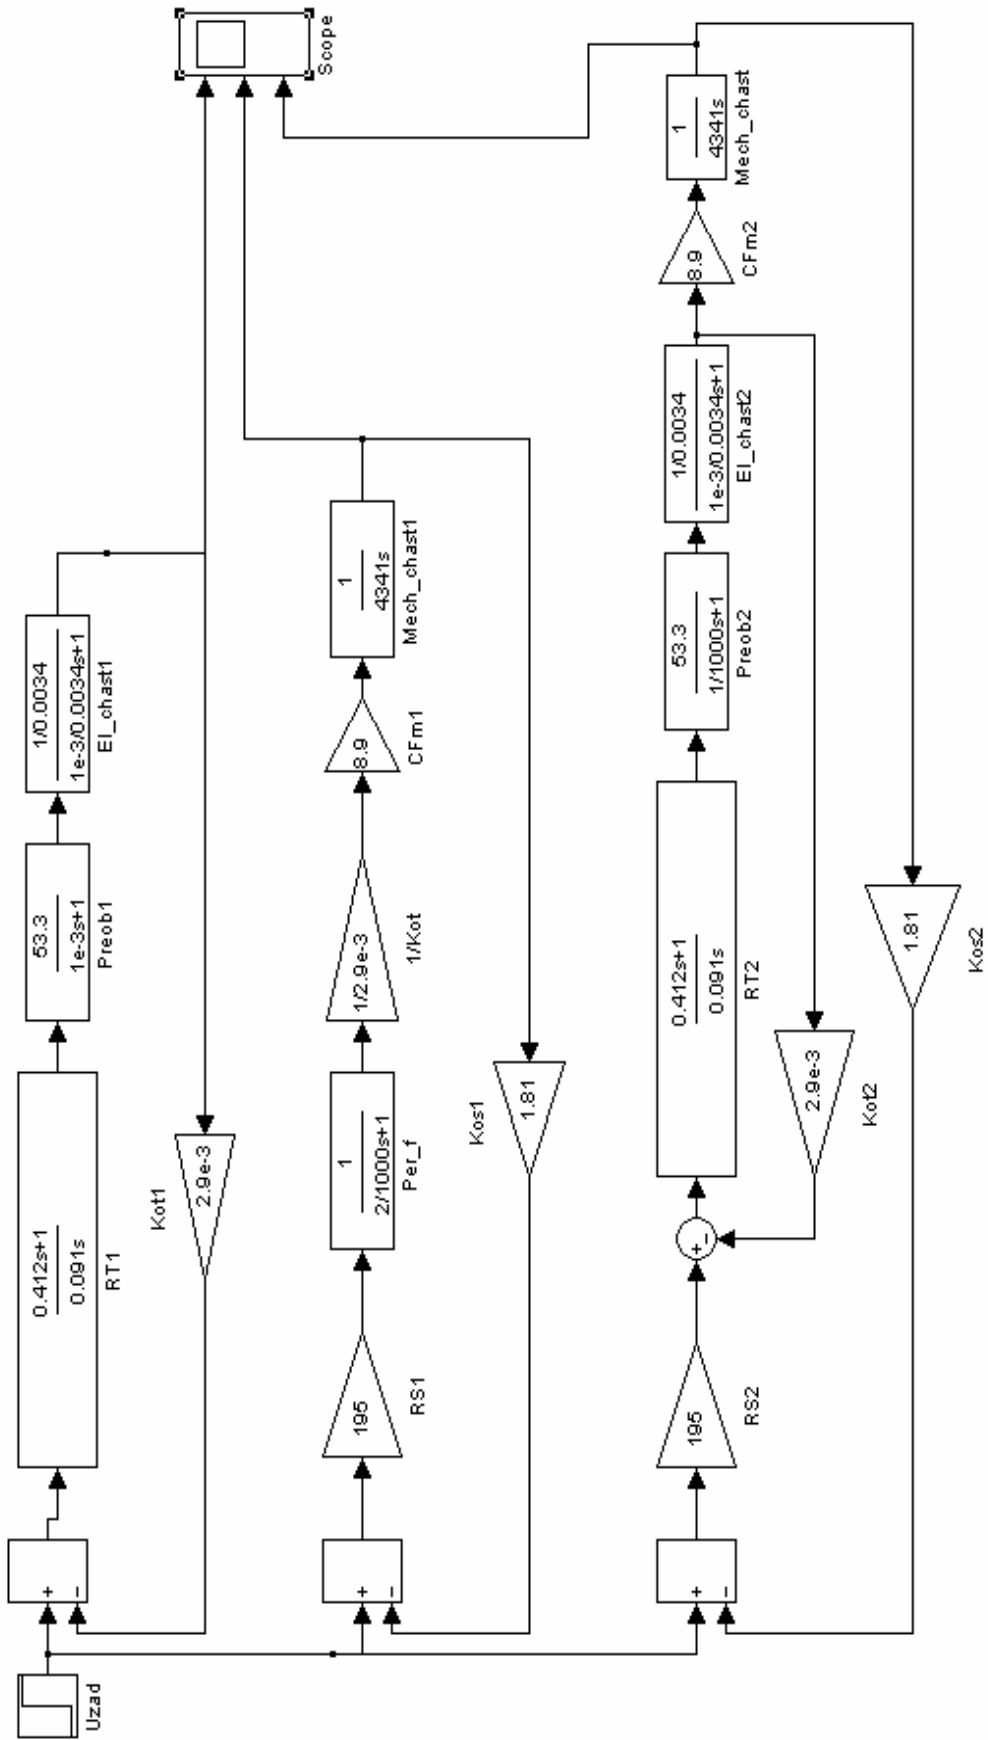 Uzad
0.412s+1
0.091s
RT1
53.3
1e-3s+1
Preob1
1/0.0034
1e-3/0.0034s+1
El_chast1
Kot1
2.9e-3
Scope
195
RS1
1
2/1000s+1
Per_f
1/2.9e-3
1/Kot
8.9
CFm1
1
4341s
Mech_chast1
Kos1
1.81
195
RS2
0.412s+1
0.091s
RT2
53.3
1/1000s+1
Preob2
1/0.0034
1e-3/0.0034s+1
El_chast2
8.9
CFm2
1
4341s
Mech_chast
2.9e-3
Kot2
1.81
Kos2